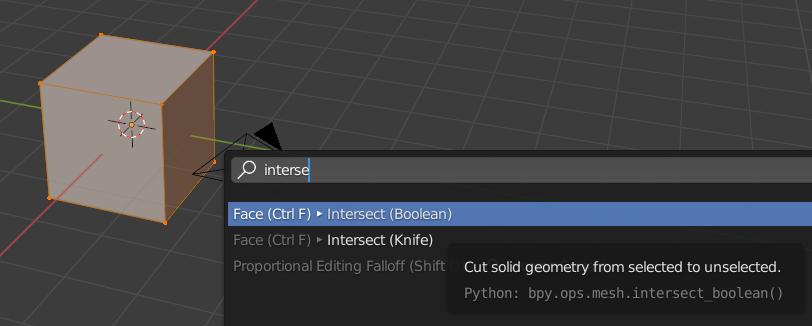 interse
Face (Ctrl F) ▸ Intersect (Boolean)
Face (Ctrl F) ▸ Intersect (Knife)
Proportional Editing Falloff (Shift
Cut solid geometry from selected to unselected.
Python: bpy.ops.mesh.intersect_boolean()